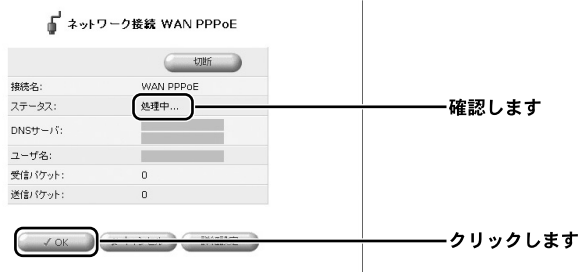 ネットワーク接続 WAN PPPoE
切断
接続名: WAN PPPoE
ステータス: 処理中...
確認します
DNSサーバ:
ユーザ名:
受信パケット: 0
送信パケット: 0
✓ OK
クリックします